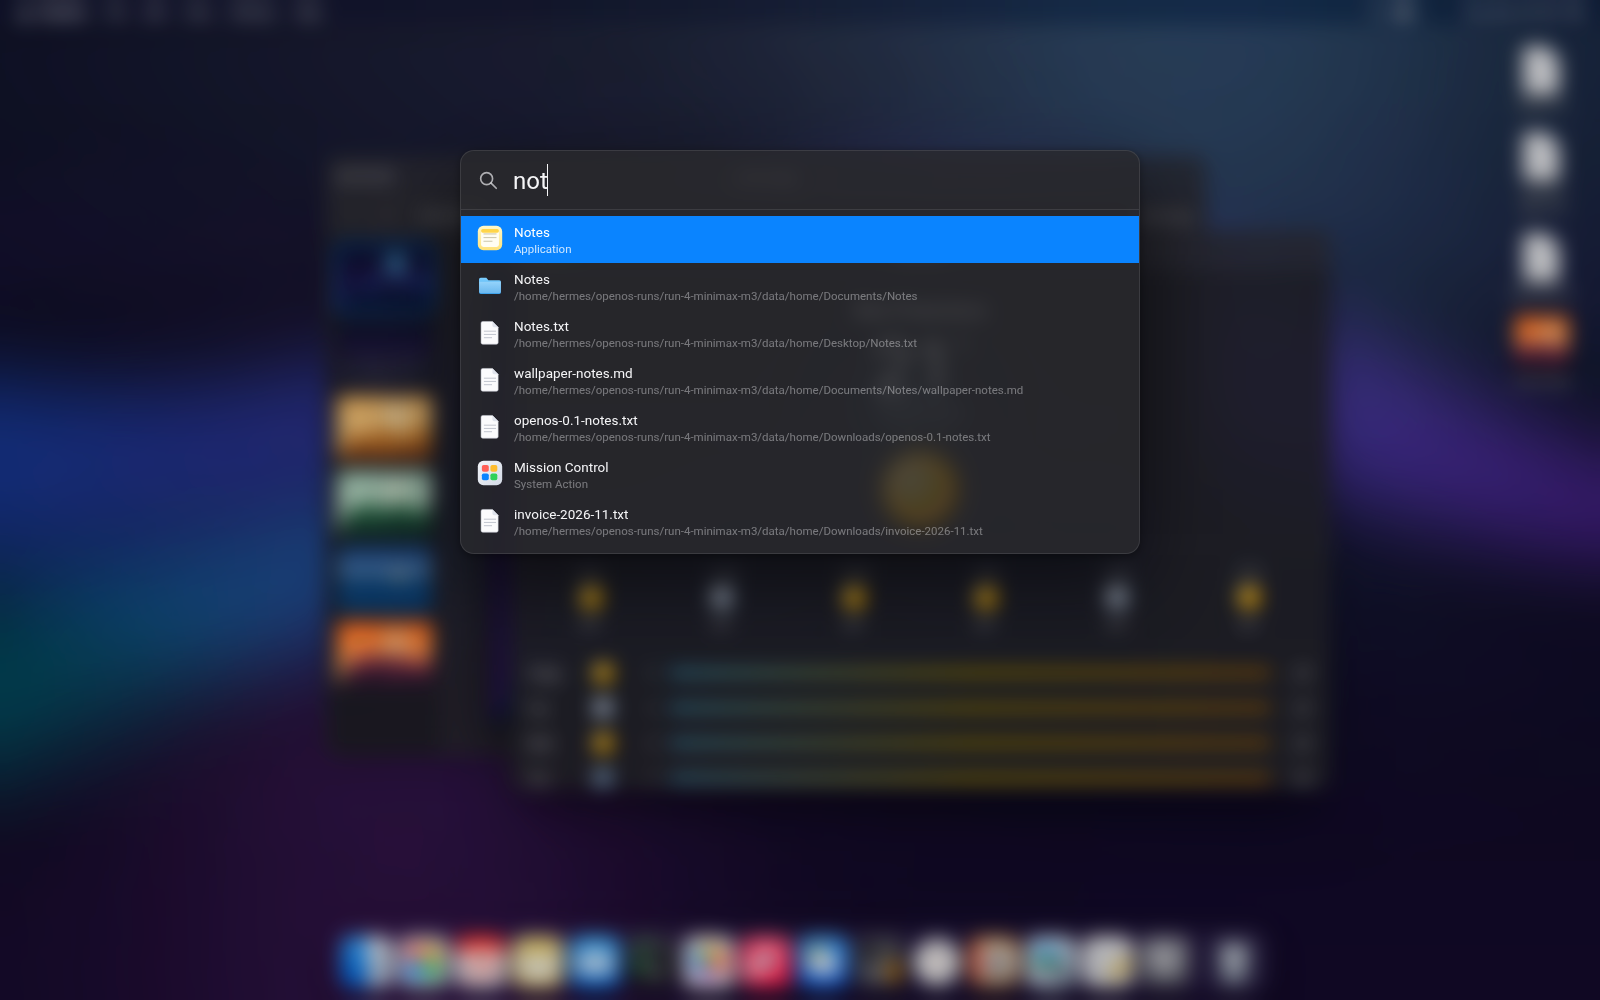 not
Notes
Application
Notes
/home/hermes/openos-runs/run-4-minimax-m3/data/home/Documents/Notes
Notes.txt
/home/hermes/openos-runs/run-4-minimax-m3/data/home/Desktop/Notes.txt
wallpaper-notes.md
/home/hermes/openos-runs/run-4-minimax-m3/data/home/Documents/Notes/wallpaper-notes.md
openos-0.1-notes.txt
/home/hermes/openos-runs/run-4-minimax-m3/data/home/Downloads/openos-0.1-notes.txt
Mission Control
System Action
invoice-2026-11.txt
/home/hermes/openos-runs/run-4-minimax-m3/data/home/Downloads/invoice-2026-11.txt